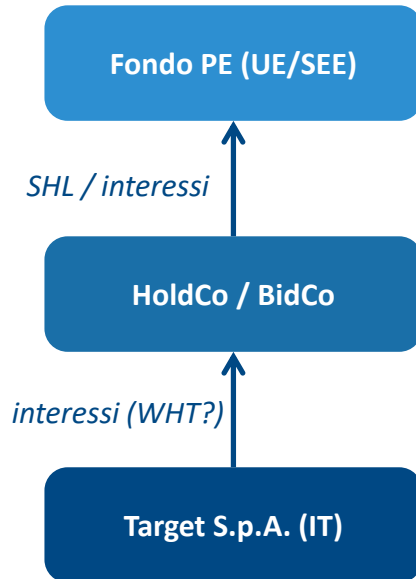 Fondo PE (UE/SEE)
SHL / interessi
HoldCo / BidCo
interessi (WHT?)
Target S.p.A. (IT)